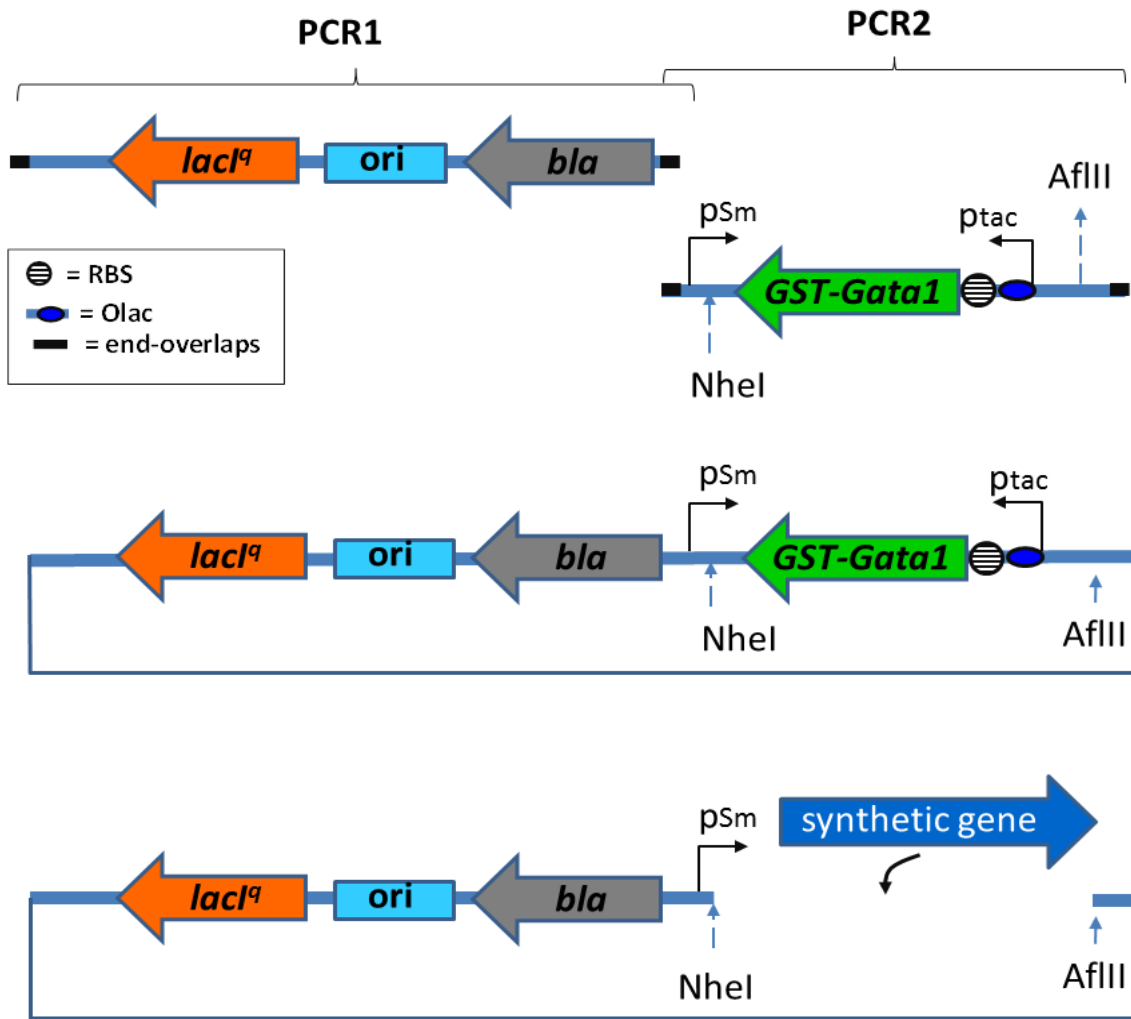 PCR1
PCR2
lacIq
ori
bla
AflII
pSm
ptac
GST-Gata1
NheI
= RBS
= Olac
= end-overlaps
pSm
ptac
lacIq
ori
bla
GST-Gata1
NheI
AflII
pSm
synthetic gene
lacIq
ori
bla
NheI
AflII